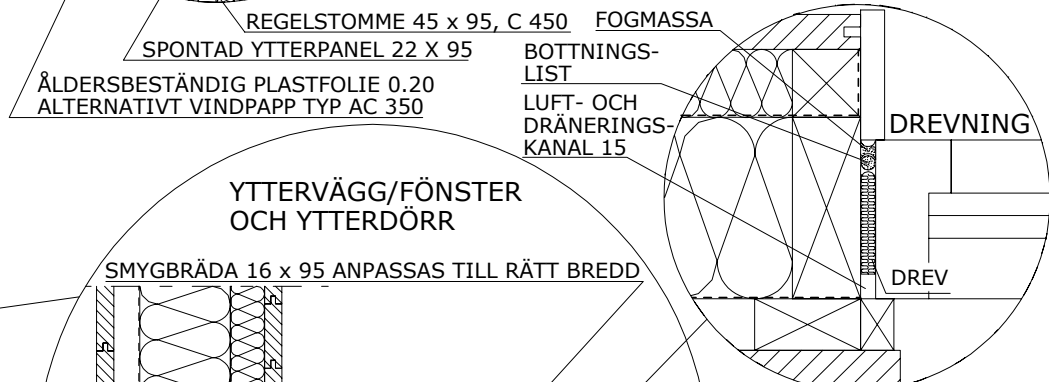 REGELSTOMME 45 x 95, C 450
SPONTAD YTTERPANEL 22 X 95
ÅLDERSBESTÄNDIG PLASTFOLIE 0.20
ALTERNATIVT VINDPAPP TYP AC 350
FOGMASSA
BOTTNINGS-
LIST
LUFT- OCH
DRÄNERINGS-
KANAL 15
DREVNING
DREV
YTTERVÄGG/FÖNSTER
OCH YTTERDÖRR
SMYGBRÄDA 16 x 95 ANPASSAS TILL RÄTT BREDD